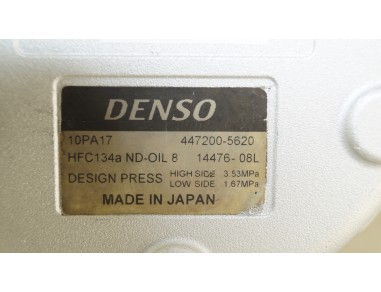 DENSO
10PA17 447200-5620
HFC134a ND-OIL 8 14476-08L
DESIGN PRESS HIGH SIDE 3.53MPa
LOW SIDE 1.67MPa
MADE IN JAPAN